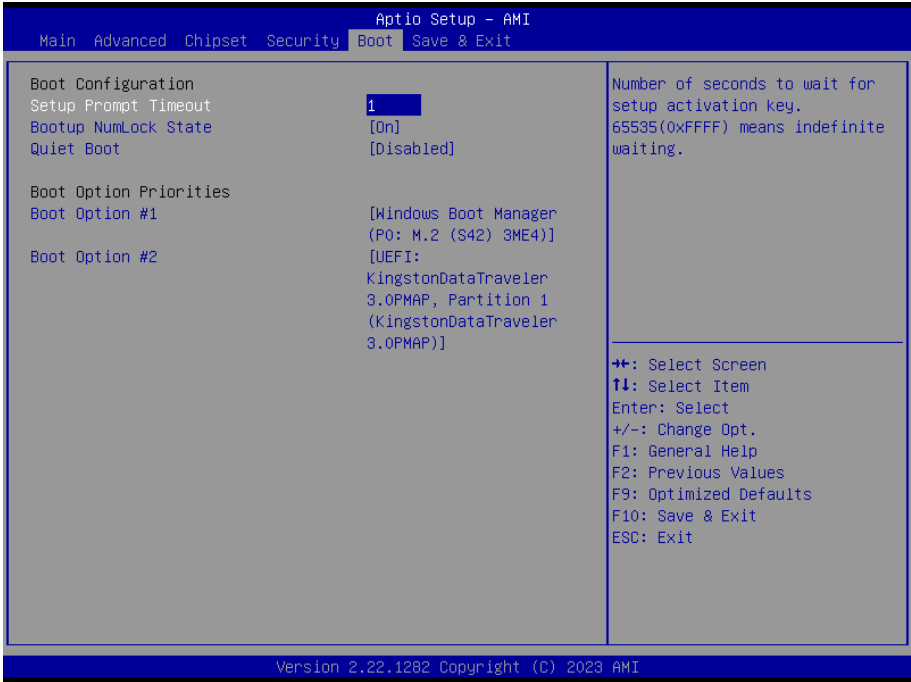 Aptio Setup – AMI
Main Advanced Chipset Security Boot Save & Exit
Boot Configuration
Setup Prompt Timeout 1
Bootup NumLock State [On]
Quiet Boot [Disabled]
Boot Option Priorities
Boot Option #1 [Windows Boot Manager
(P0: M.2 (S42) 3ME4)]
Boot Option #2 [UEFI:
KingstonDataTraveler
3.0PMAP, Partition 1
(KingstonDataTraveler
3.0PMAP)]
Number of seconds to wait for
setup activation key.
65535(0xFFFF) means indefinite
waiting.
→←: Select Screen
↑↓: Select Item
Enter: Select
+/-: Change Opt.
F1: General Help
F2: Previous Values
F9: Optimized Defaults
F10: Save & Exit
ESC: Exit
Version 2.22.1282 Copyright (C) 2023 AMI